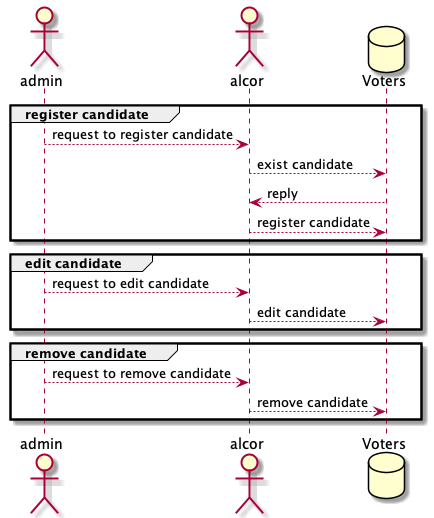 admin
alcor
Voters
register candidate
request to register candidate
exist candidate
reply
register candidate
edit candidate
request to edit candidate
edit candidate
remove candidate
request to remove candidate
remove candidate
admin
alcor
Voters